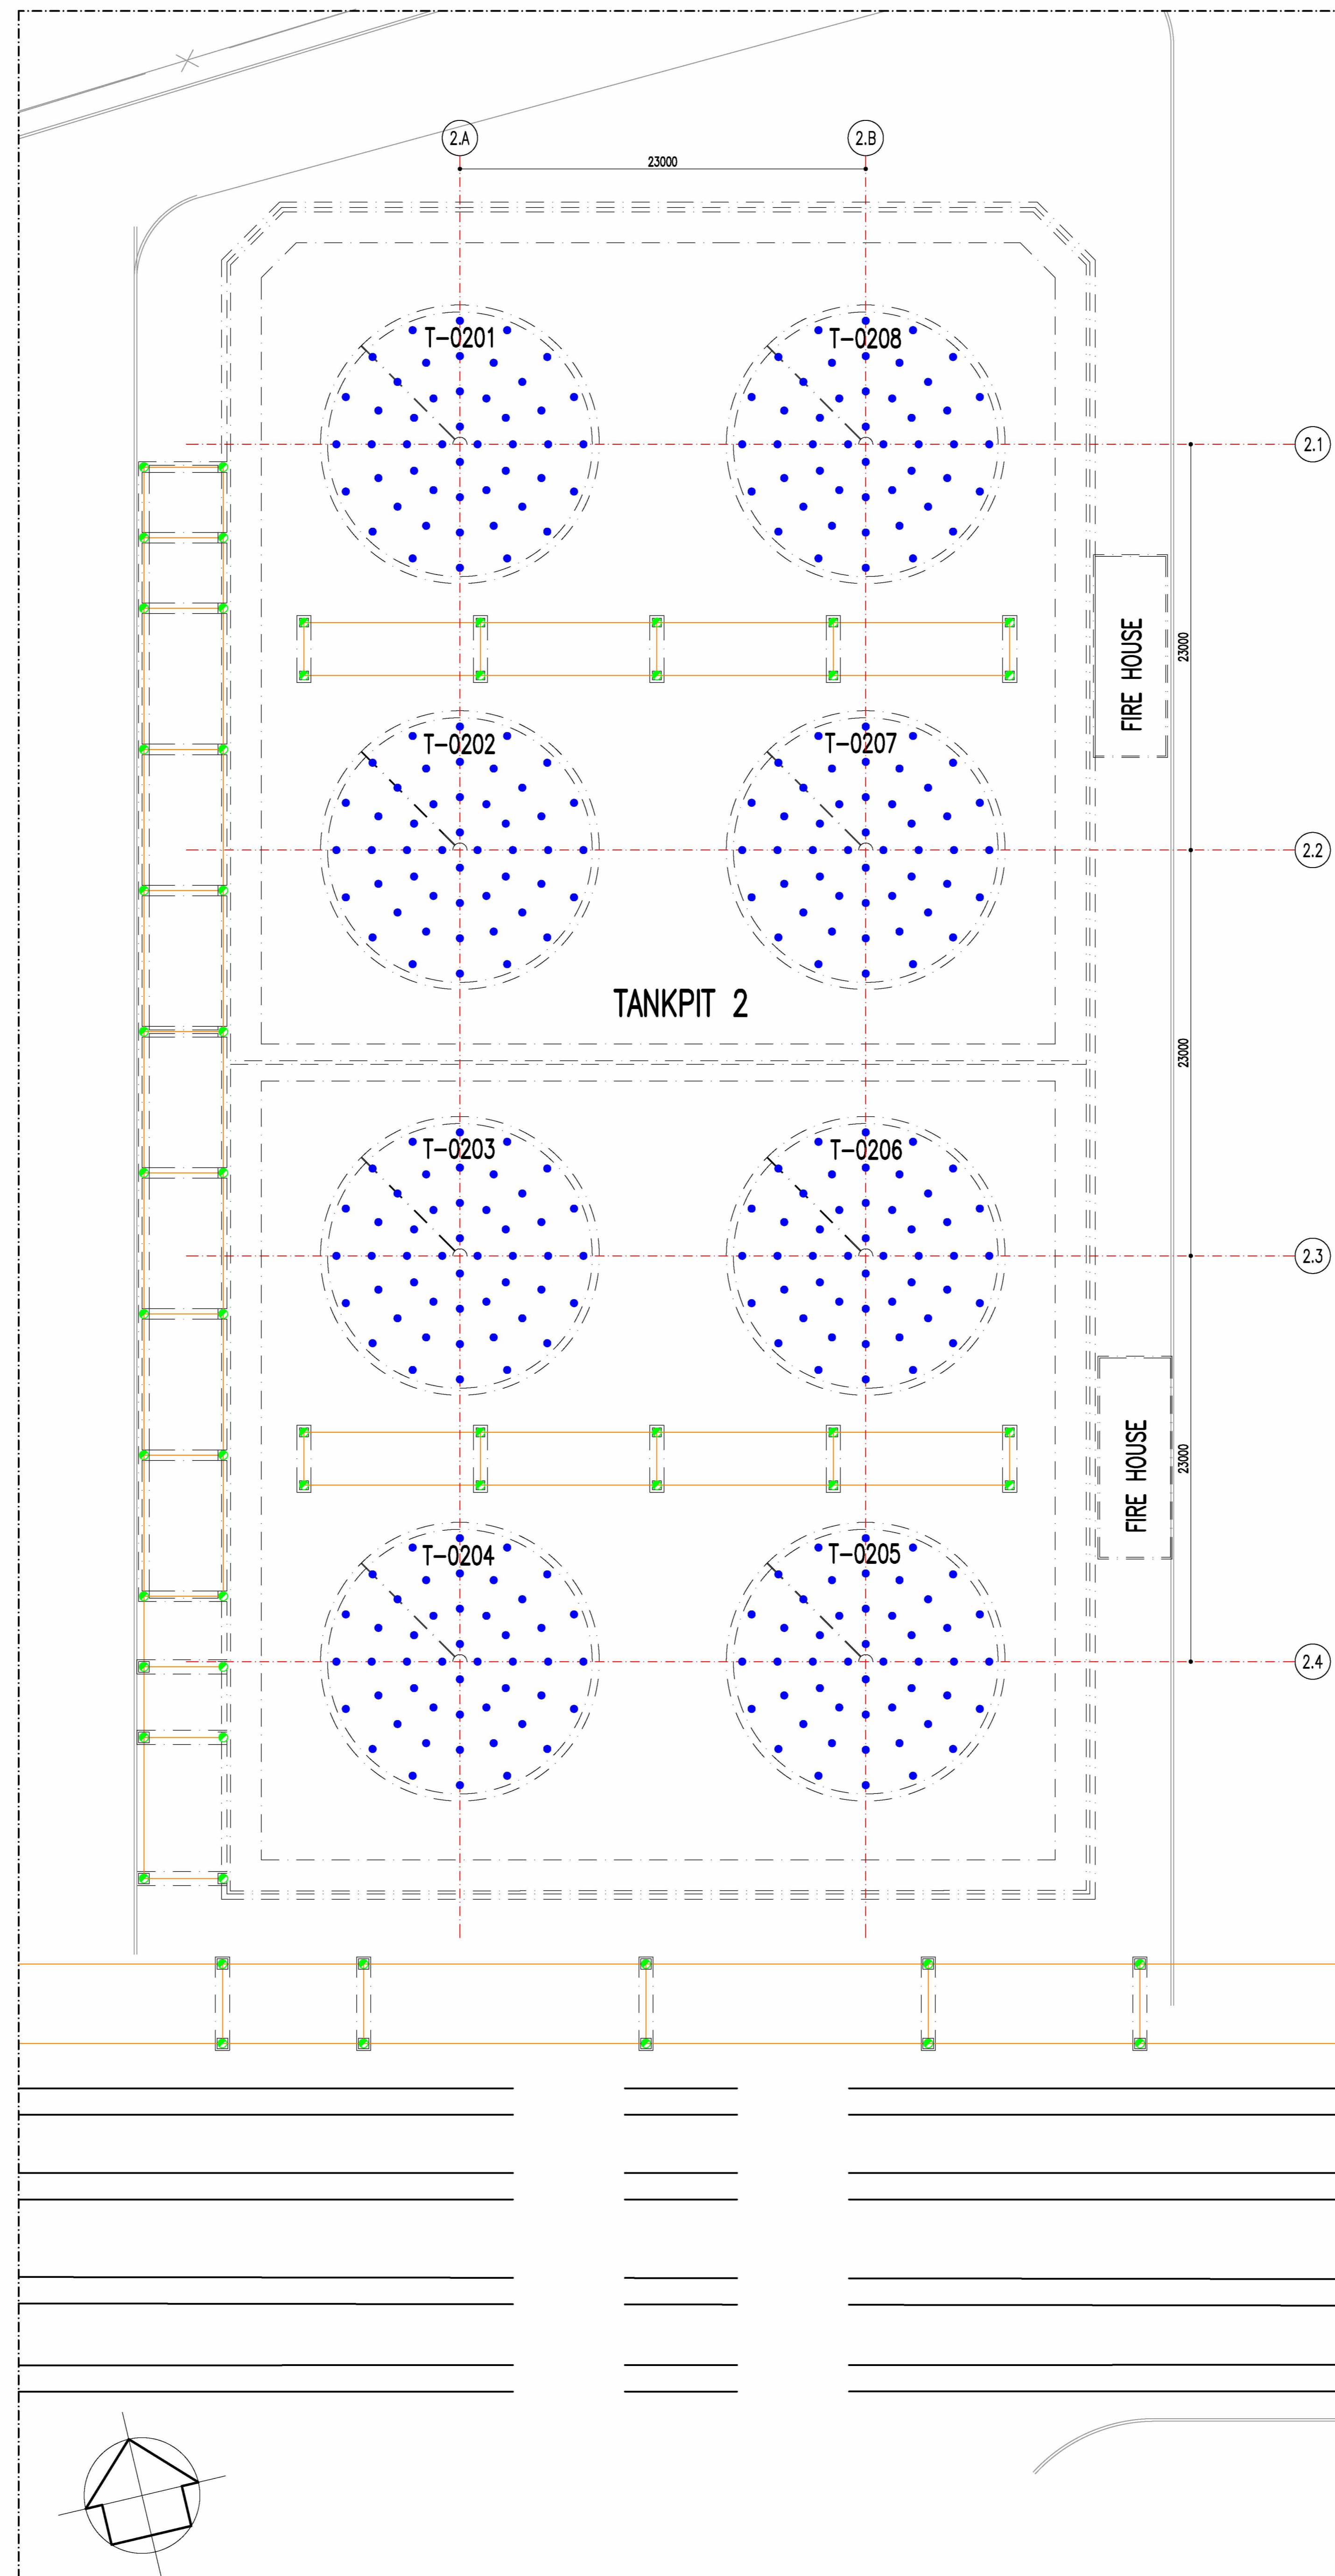 2.A
2.B
23000
T-0201
T-0208
2.1
FIRE HOUSE
23000
T-0202
T-0207
2.2
TANKPIT 2
23000
T-0203
T-0206
2.3
FIRE HOUSE
23000
T-0204
T-0205
2.4